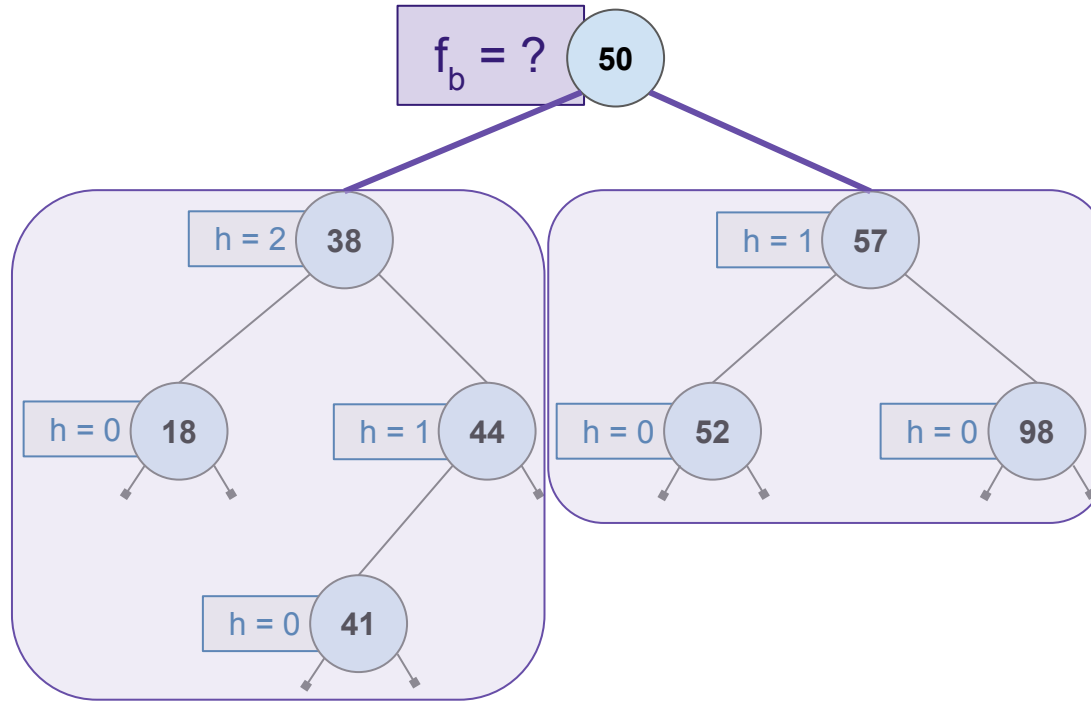 f_b = ?
50
h = 2
38
h = 1
57
h = 0
18
h = 1
44
h = 0
52
h = 0
98
h = 0
41